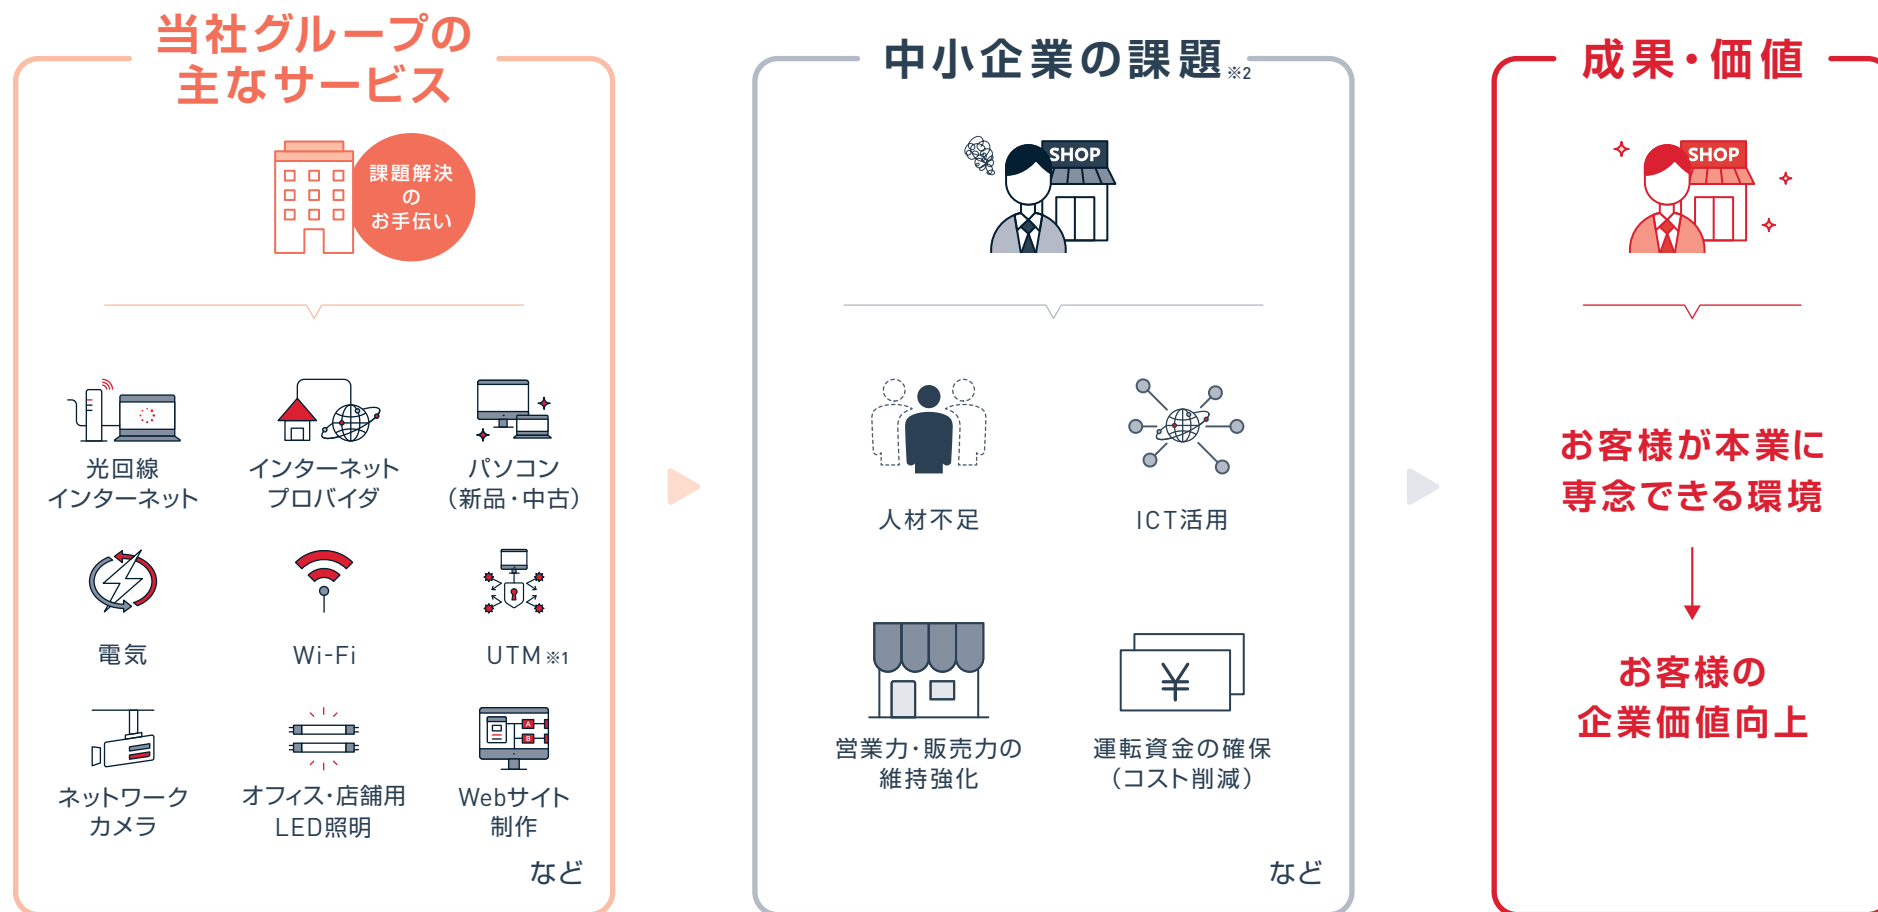 当社グループの
主なサービス
課題解決
の
お手伝い
光回線
インターネット
インターネット
プロバイダ
パソコン
（新品・中古）
電気
Wi-Fi
UTM※1
ネットワーク
カメラ
オフィス・店舗用
LED照明
A
B
Webサイト
制作
など
中小企業の課題※2
SHOP
人材不足
ICT活用
営業力・販売力の
維持強化
¥
運転資金の確保
（コスト削減）
など
成果・価値
SHOP
お客様が本業に
専念できる環境
お客様の
企業価値向上